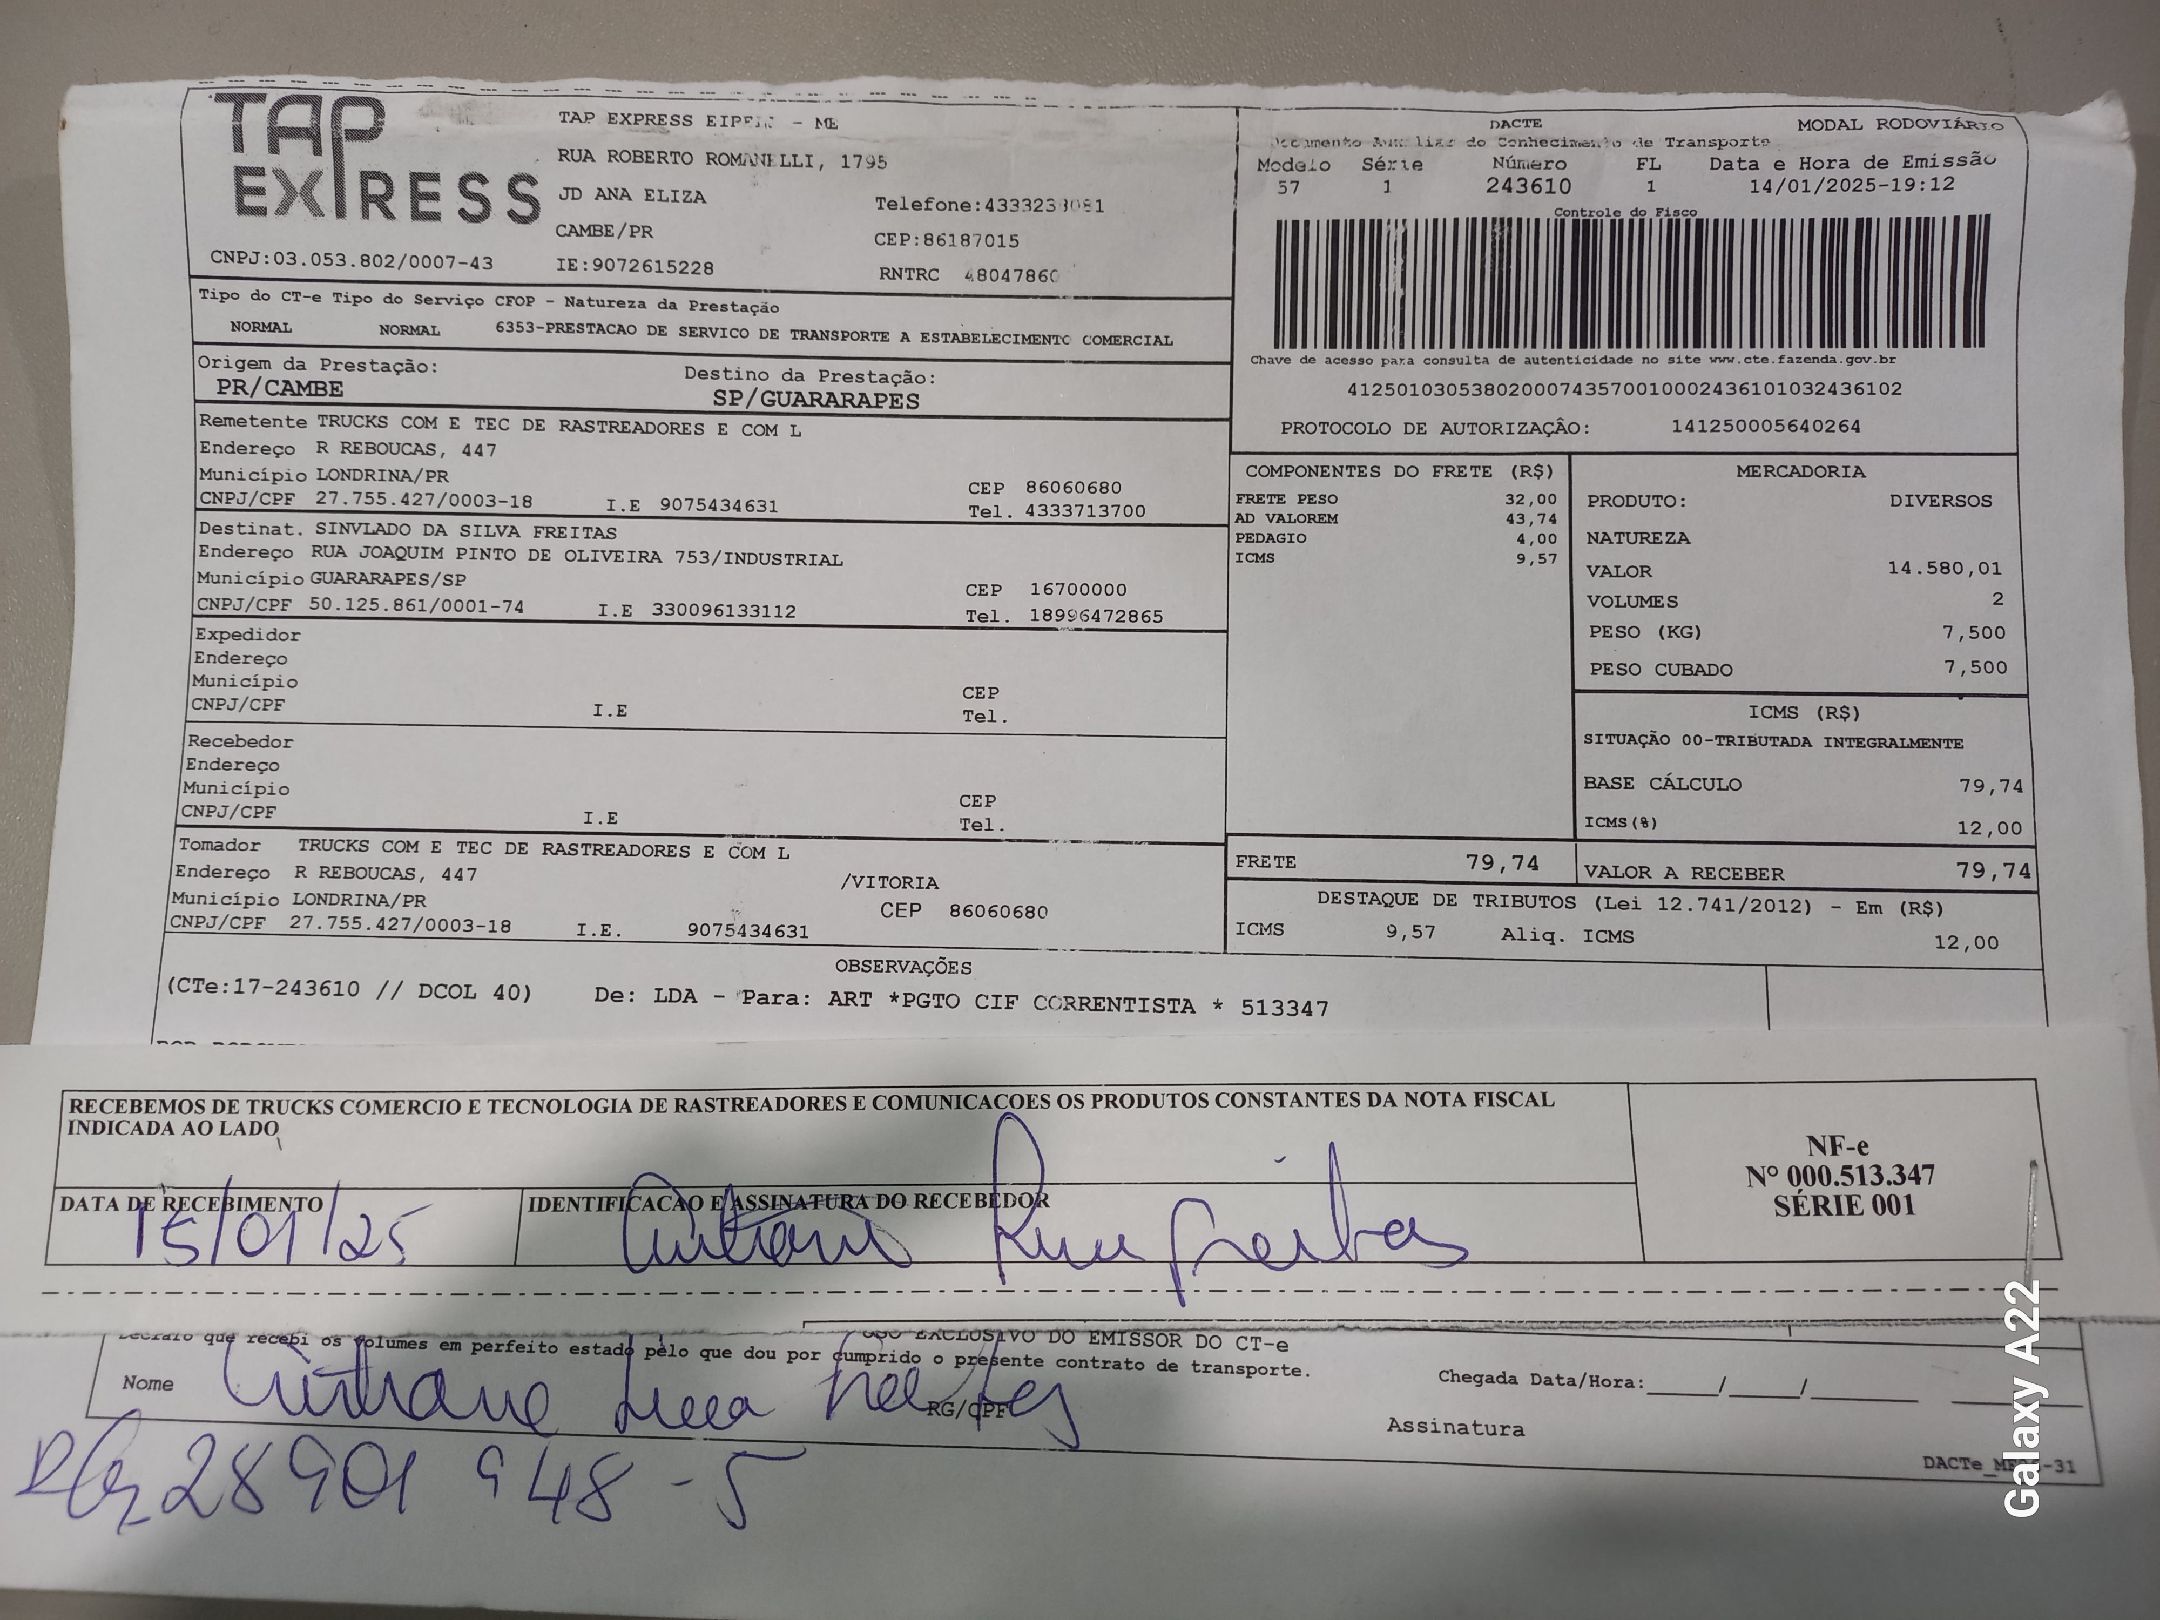 TAP
EXPRESS
TAP EXPRESS - ME
RUA ROBERTO ROMANELLI, 1795
JD ANA ELIZA
CAMBE/PR
CNPJ:03.053.802/0007-43
IE:9072615228
CEP:86187015
RNTRC 48047860
DACTE
MODAL RODOVIÁRIO
Documento Auxiliar do Conhecimento de Transporte
Modelo Série Número FL Data e Hora de Emissão
57 1 243610 1 14/01/2025-19:12
Controle do Fisco
Chave de acesso para consulta de autenticidade no site www.cte.fazenda.gov.br
41250103053802000743570010002436101032436102
PROTOCOLO DE AUTORIZAÇÂO: 141250005640264
Tipo do CT-e Tipo do Serviço CFOP - Natureza da Prestação
NORMAL NORMAL 6353-PRESTACAO DE SERVICO DE TRANSPORTE A ESTABELECIMENTO COMERCIAL
Origem da Prestação:
PR/CAMBE
Destino da Prestação:
SP/GUARARAPES
Remetente TRUCKS COM E TEC DE RASTREADORES E COM L
Endereço R REBOUCAS, 447
Município LONDRINA/PR
CEP 86060680
CNPJ/CPF 27.755.427/0003-18 I.E 9075434631 Tel. 4333713700
Destinat. SINVLADO DA SILVA FREITAS
Endereço RUA JOAQUIM PINTO DE OLIVEIRA 753/INDUSTRIAL
Município GUARARAPES/SP
CEP 16700000
CNPJ/CPF 50.125.861/0001-74 I.E 330096133112 Tel. 18996472865
Expedidor
Endereço
Município
CEP
CNPJ/CPF I.E Tel.
Recebedor
Endereço
Município
CEP
CNPJ/CPF I.E Tel.
Tomador TRUCKS COM E TEC DE RASTREADORES E COM L
Endereço R REBOUCAS, 447 /VITORIA
Município LONDRINA/PR CEP 86060680
CNPJ/CPF 27.755.427/0003-18 I.E. 9075434631
COMPONENTES DO FRETE (R$)
FRETE PESO 32,00
AD VALOREM 43,74
PEDAGIO 4,00
ICMS 9,57
MERCADORIA
PRODUTO: DIVERSOS
NATUREZA
VALOR 14.580,01
VOLUMES 2
PESO (KG) 7,500
PESO CUBADO 7,500
ICMS (R$)
SITUAÇÃO 00-TRIBUTADA INTEGRALMENTE
BASE CÁLCULO 79,74
ICMS(%) 12,00
FRETE 79,74
VALOR A RECEBER 79,74
DESTAQUE DE TRIBUTOS (Lei 12.741/2012) - Em (R$)
ICMS 9,57 Aliq. ICMS 12,00
OBSERVAÇÕES
(CTe:17-243610 // DCOL 40) De: LDA - Para: ART *PGTO CIF CORRENTISTA * 513347
RECEBEMOS DE TRUCKS COMERCIO E TECNOLOGIA DE RASTREADORES E COMUNICACOES OS PRODUTOS CONSTANTES DA NOTA FISCAL
INDICADA AO LADO
DATA DE RECEBIMENTO
15/01/25
IDENTIFICACAO E ASSINATURA DO RECEBEDOR
NF-e
Nº 000.513.347
SÉRIE 001
USO EXCLUSIVO DO EMISSOR DO CT-e
que recebi os volumes em perfeito estado pelo que dou por cumprido o presente contrato de transporte.
Nome
RG/CPF
Chegada Data/Hora:_____/_____/_____
Assinatura
28901948-5
Galaxy A22